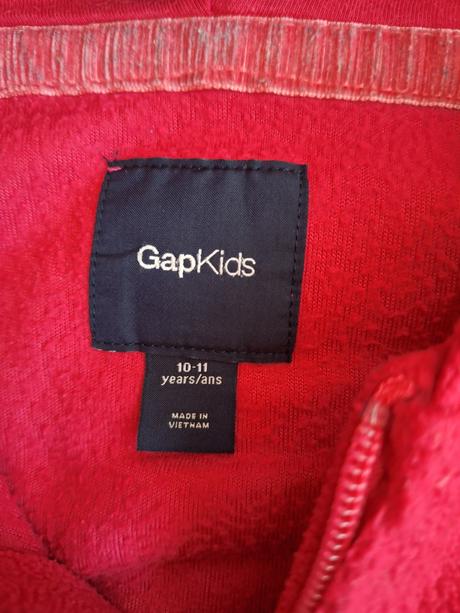 GapKids
10-11
years/ans
MADE IN
VIETNAM